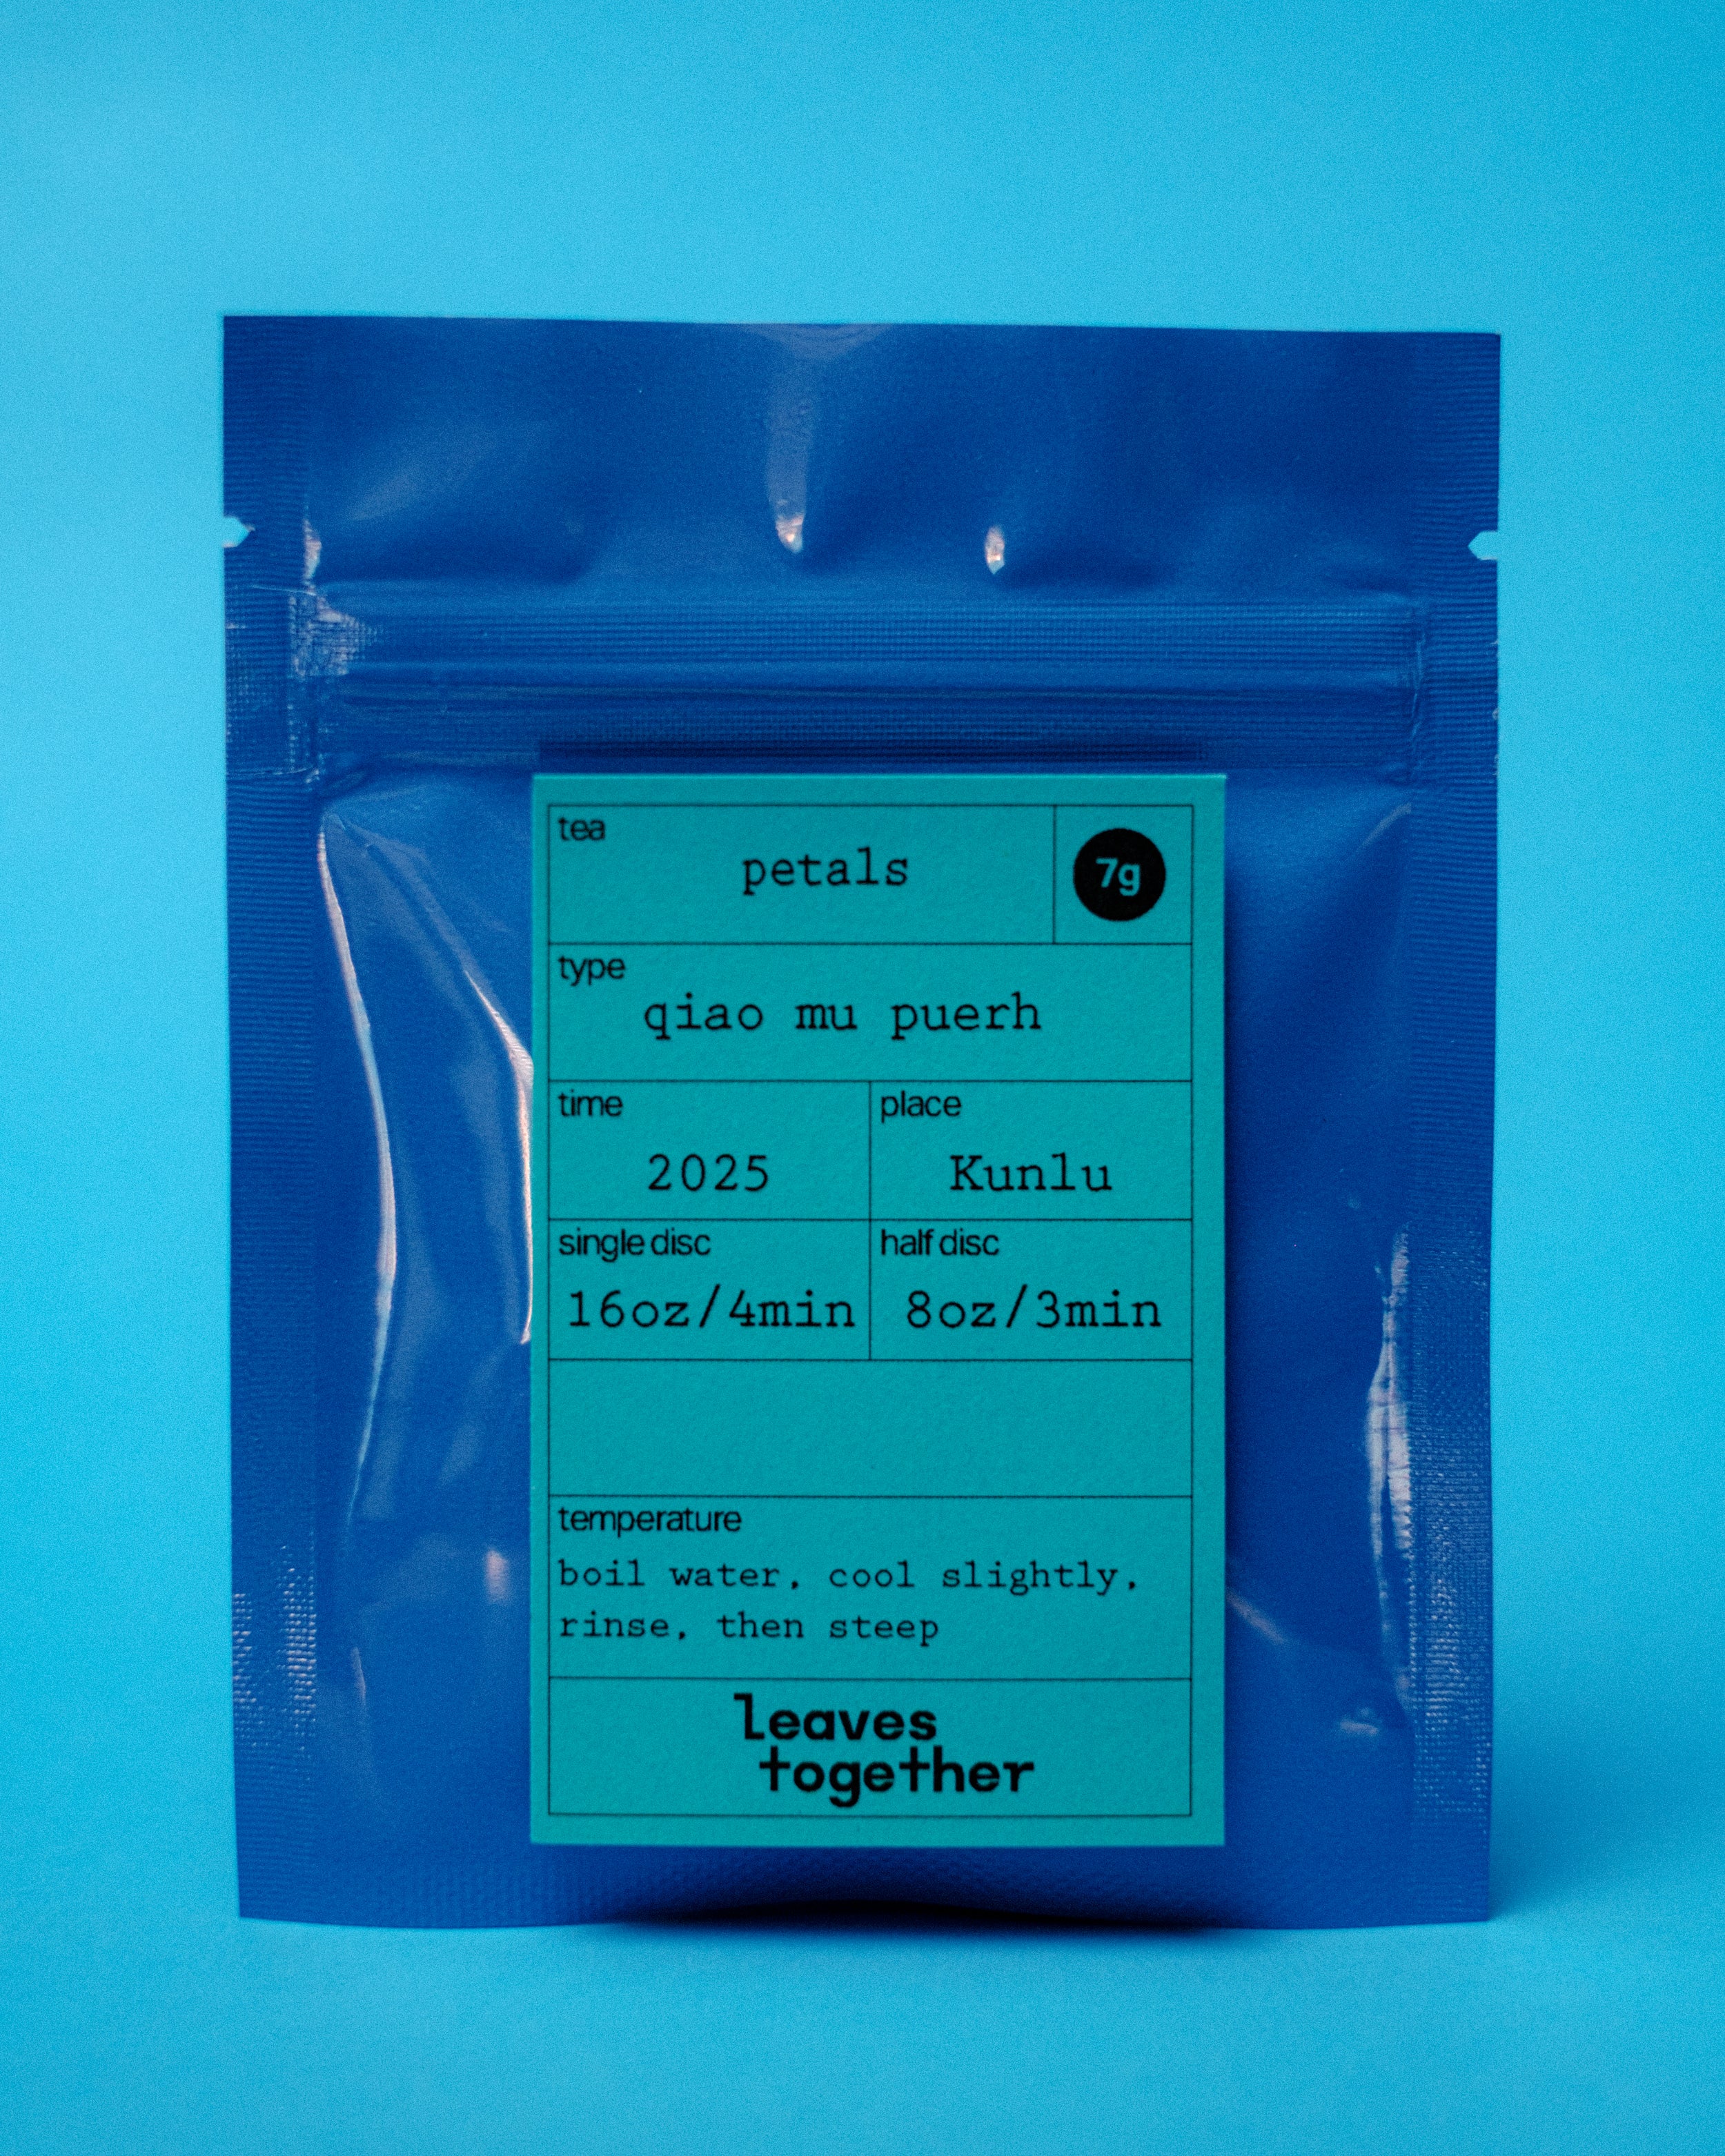 tea
petals
7g
type
qiao mu puerh
time
2025
place
Kunlu
single disc
16oz/4min
half disc
8oz/3min
temperature
boil water, cool slightly,
rinse, then steep
leaves
together